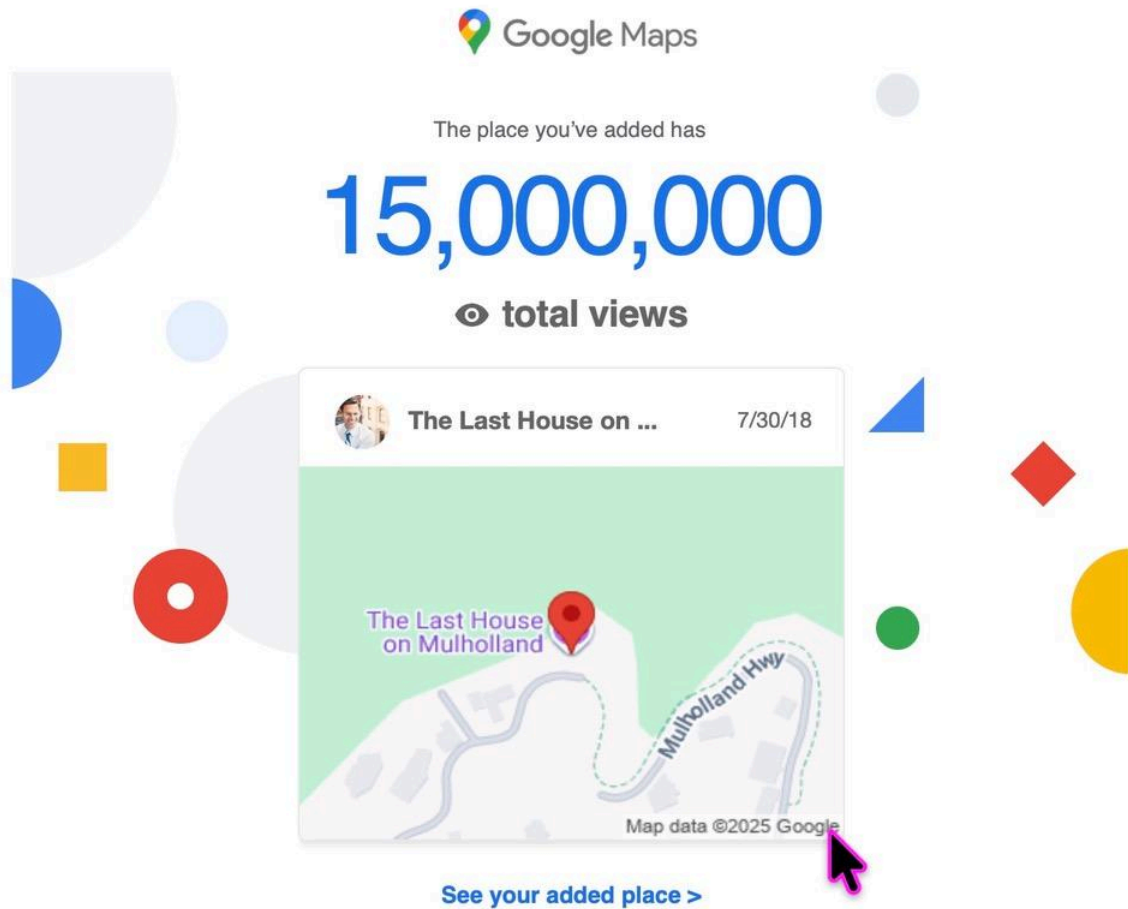 Google Maps
The place you’ve added has
15,000,000
total views
The Last House on ... 7/30/18
The Last House
on Mulholland
Mulholland Hwy
Map data ©2025 Google
See your added place >